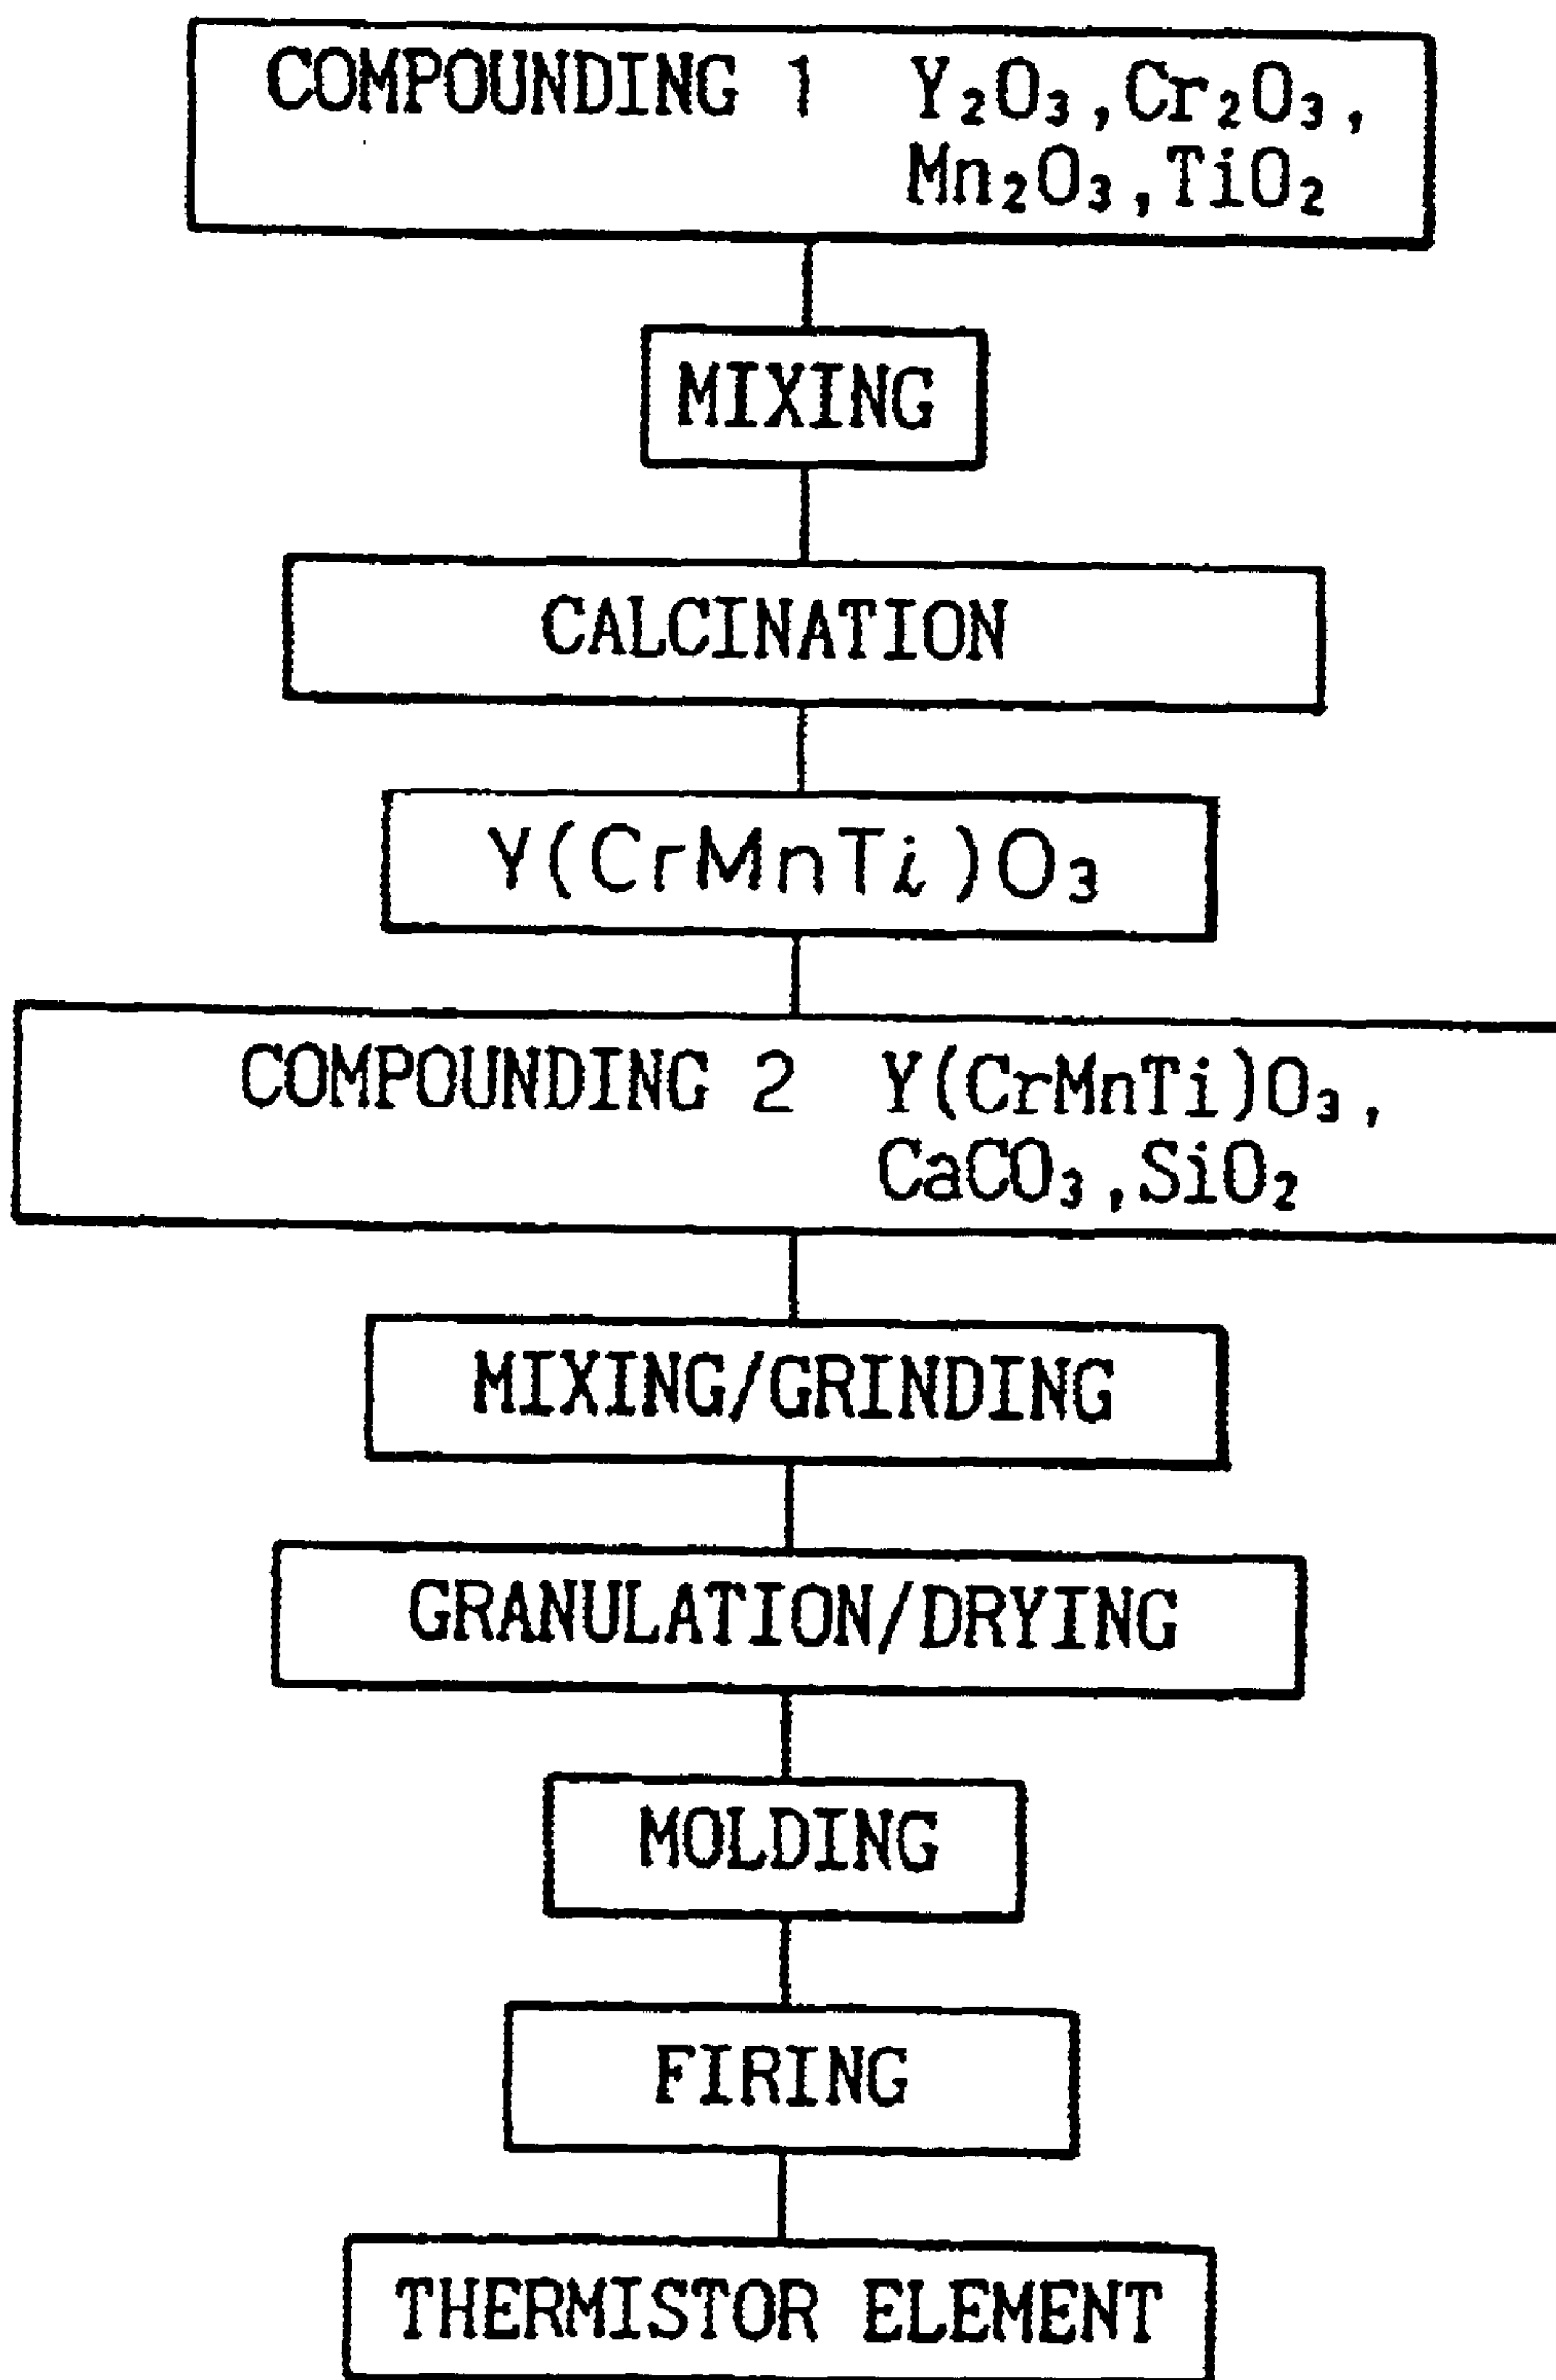 COMPOUNDING 1 Y₂O₃,Cr₂O₃,
Mn₂O₃,TiO₂
MIXING
CALCINATION
Y(CrMnTi)O₃
COMPOUNDING 2 Y(CrMnTi)O₃,
CaCO₃,SiO₂
MIXING/GRINDING
GRANULATION/DRYING
MOLDING
FIRING
THERMISTOR ELEMENT